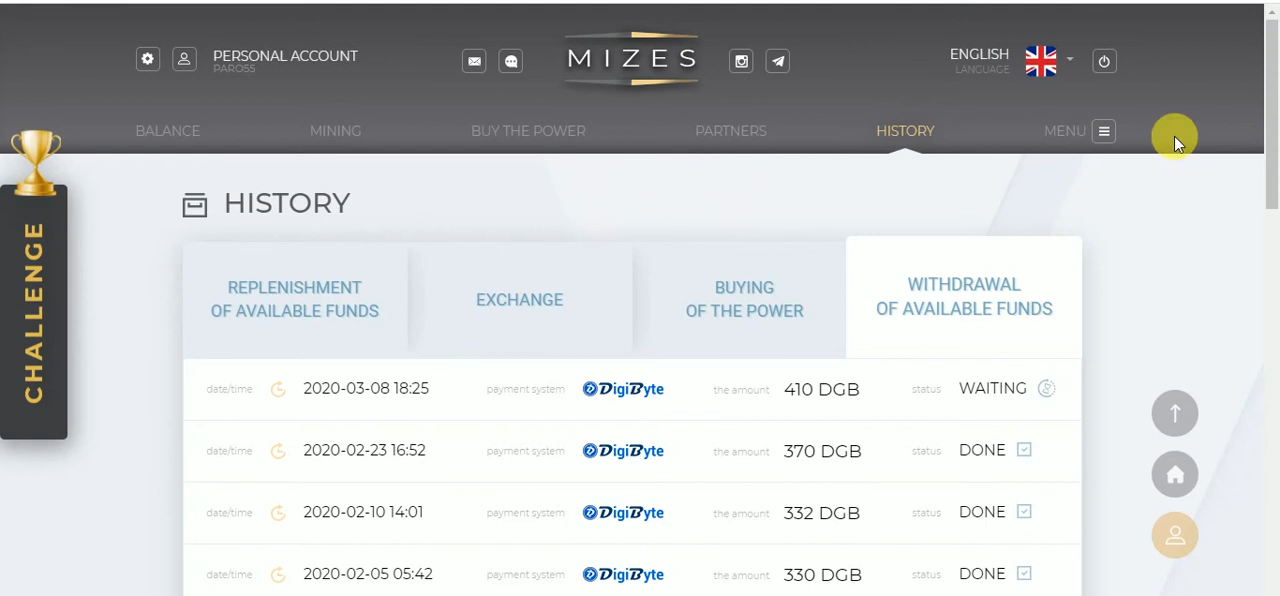 PERSONAL ACCOUNT
PARO55
MIZES
ENGLISH
LANGUAGE
BALANCE
MINING
BUY THE POWER
PARTNERS
HISTORY
MENU
CHALLENGE
HISTORY
REPLENISHMENT
OF AVAILABLE FUNDS
EXCHANGE
BUYING
OF THE POWER
WITHDRAWAL
OF AVAILABLE FUNDS
date/time 2020-03-08 18:25 payment system DigiByte the amount 410 DGB status WAITING
date/time 2020-02-23 16:52 payment system DigiByte the amount 370 DGB status DONE
date/time 2020-02-10 14:01 payment system DigiByte the amount 332 DGB status DONE
date/time 2020-02-05 05:42 payment system DigiByte the amount 330 DGB status DONE